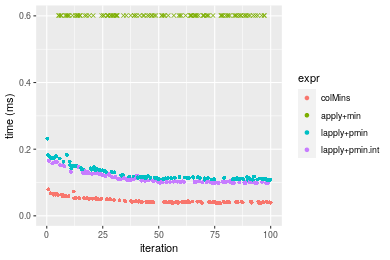 0.6
0.4
0.2
0.0
time (ms)
0
25
50
75
100
iteration
expr
colMins
apply+min
lapply+pmin
lapply+pmin.int